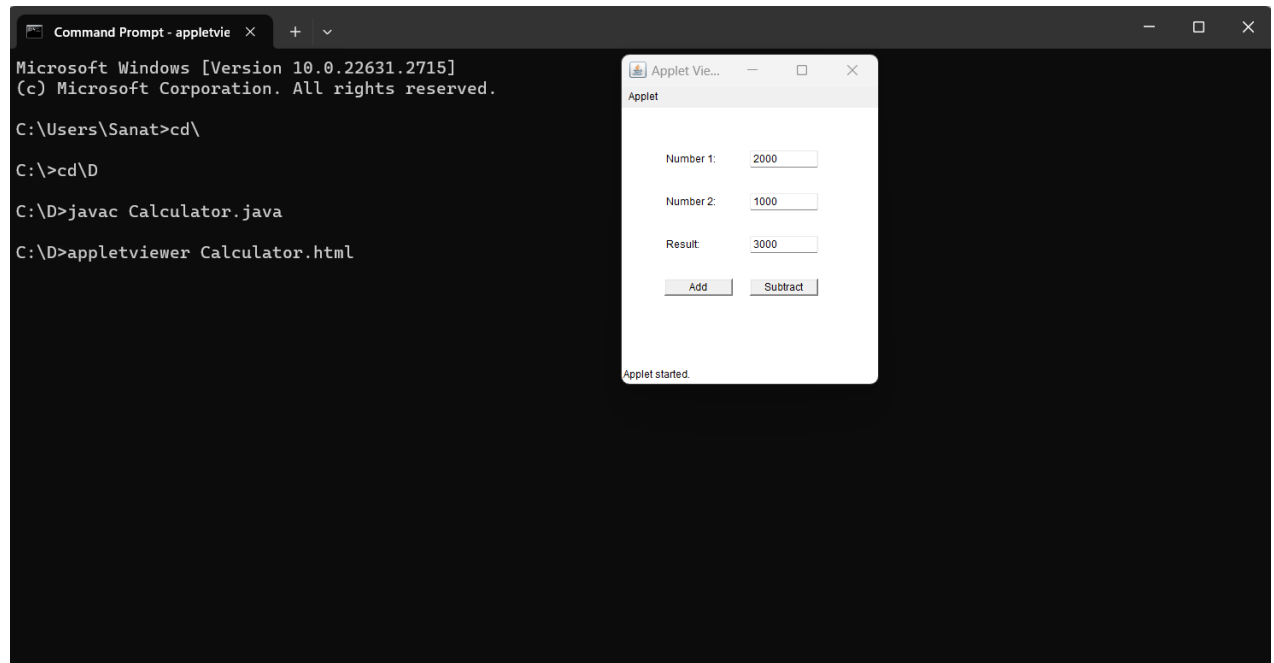 Command Prompt - appletvie
Microsoft Windows [Version 10.0.22631.2715]
(c) Microsoft Corporation. All rights reserved.
C:\Users\Sanat>cd\
C:\>cd\D
C:\D>javac Calculator.java
C:\D>appletviewer Calculator.html
Applet Vie...
Applet
Number 1: 2000
Number 2: 1000
Result: 3000
Add Subtract
Applet started.